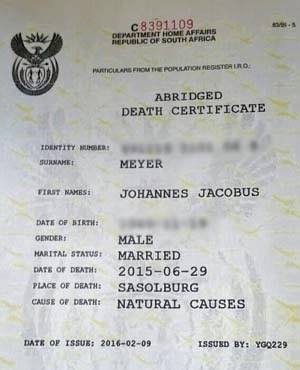 C8391109
83/BI - 5
DEPARTMENT HOME AFFAIRS
REPUBLIC OF SOUTH AFRICA
PARTICULARS FROM THE POPULATION REGISTER I.R.O.:
ABRIDGED
DEATH CERTIFICATE
IDENTITY NUMBER:
SURNAME: MEYER
FIRST NAMES: JOHANNES JACOBUS
DATE OF BIRTH:
GENDER: MALE
MARITAL STATUS: MARRIED
DATE OF DEATH: 2015-06-29
PLACE OF DEATH: SASOLBURG
CAUSE OF DEATH: NATURAL CAUSES
DATE OF ISSUE: 2016-02-09 ISSUED BY: YGQ229